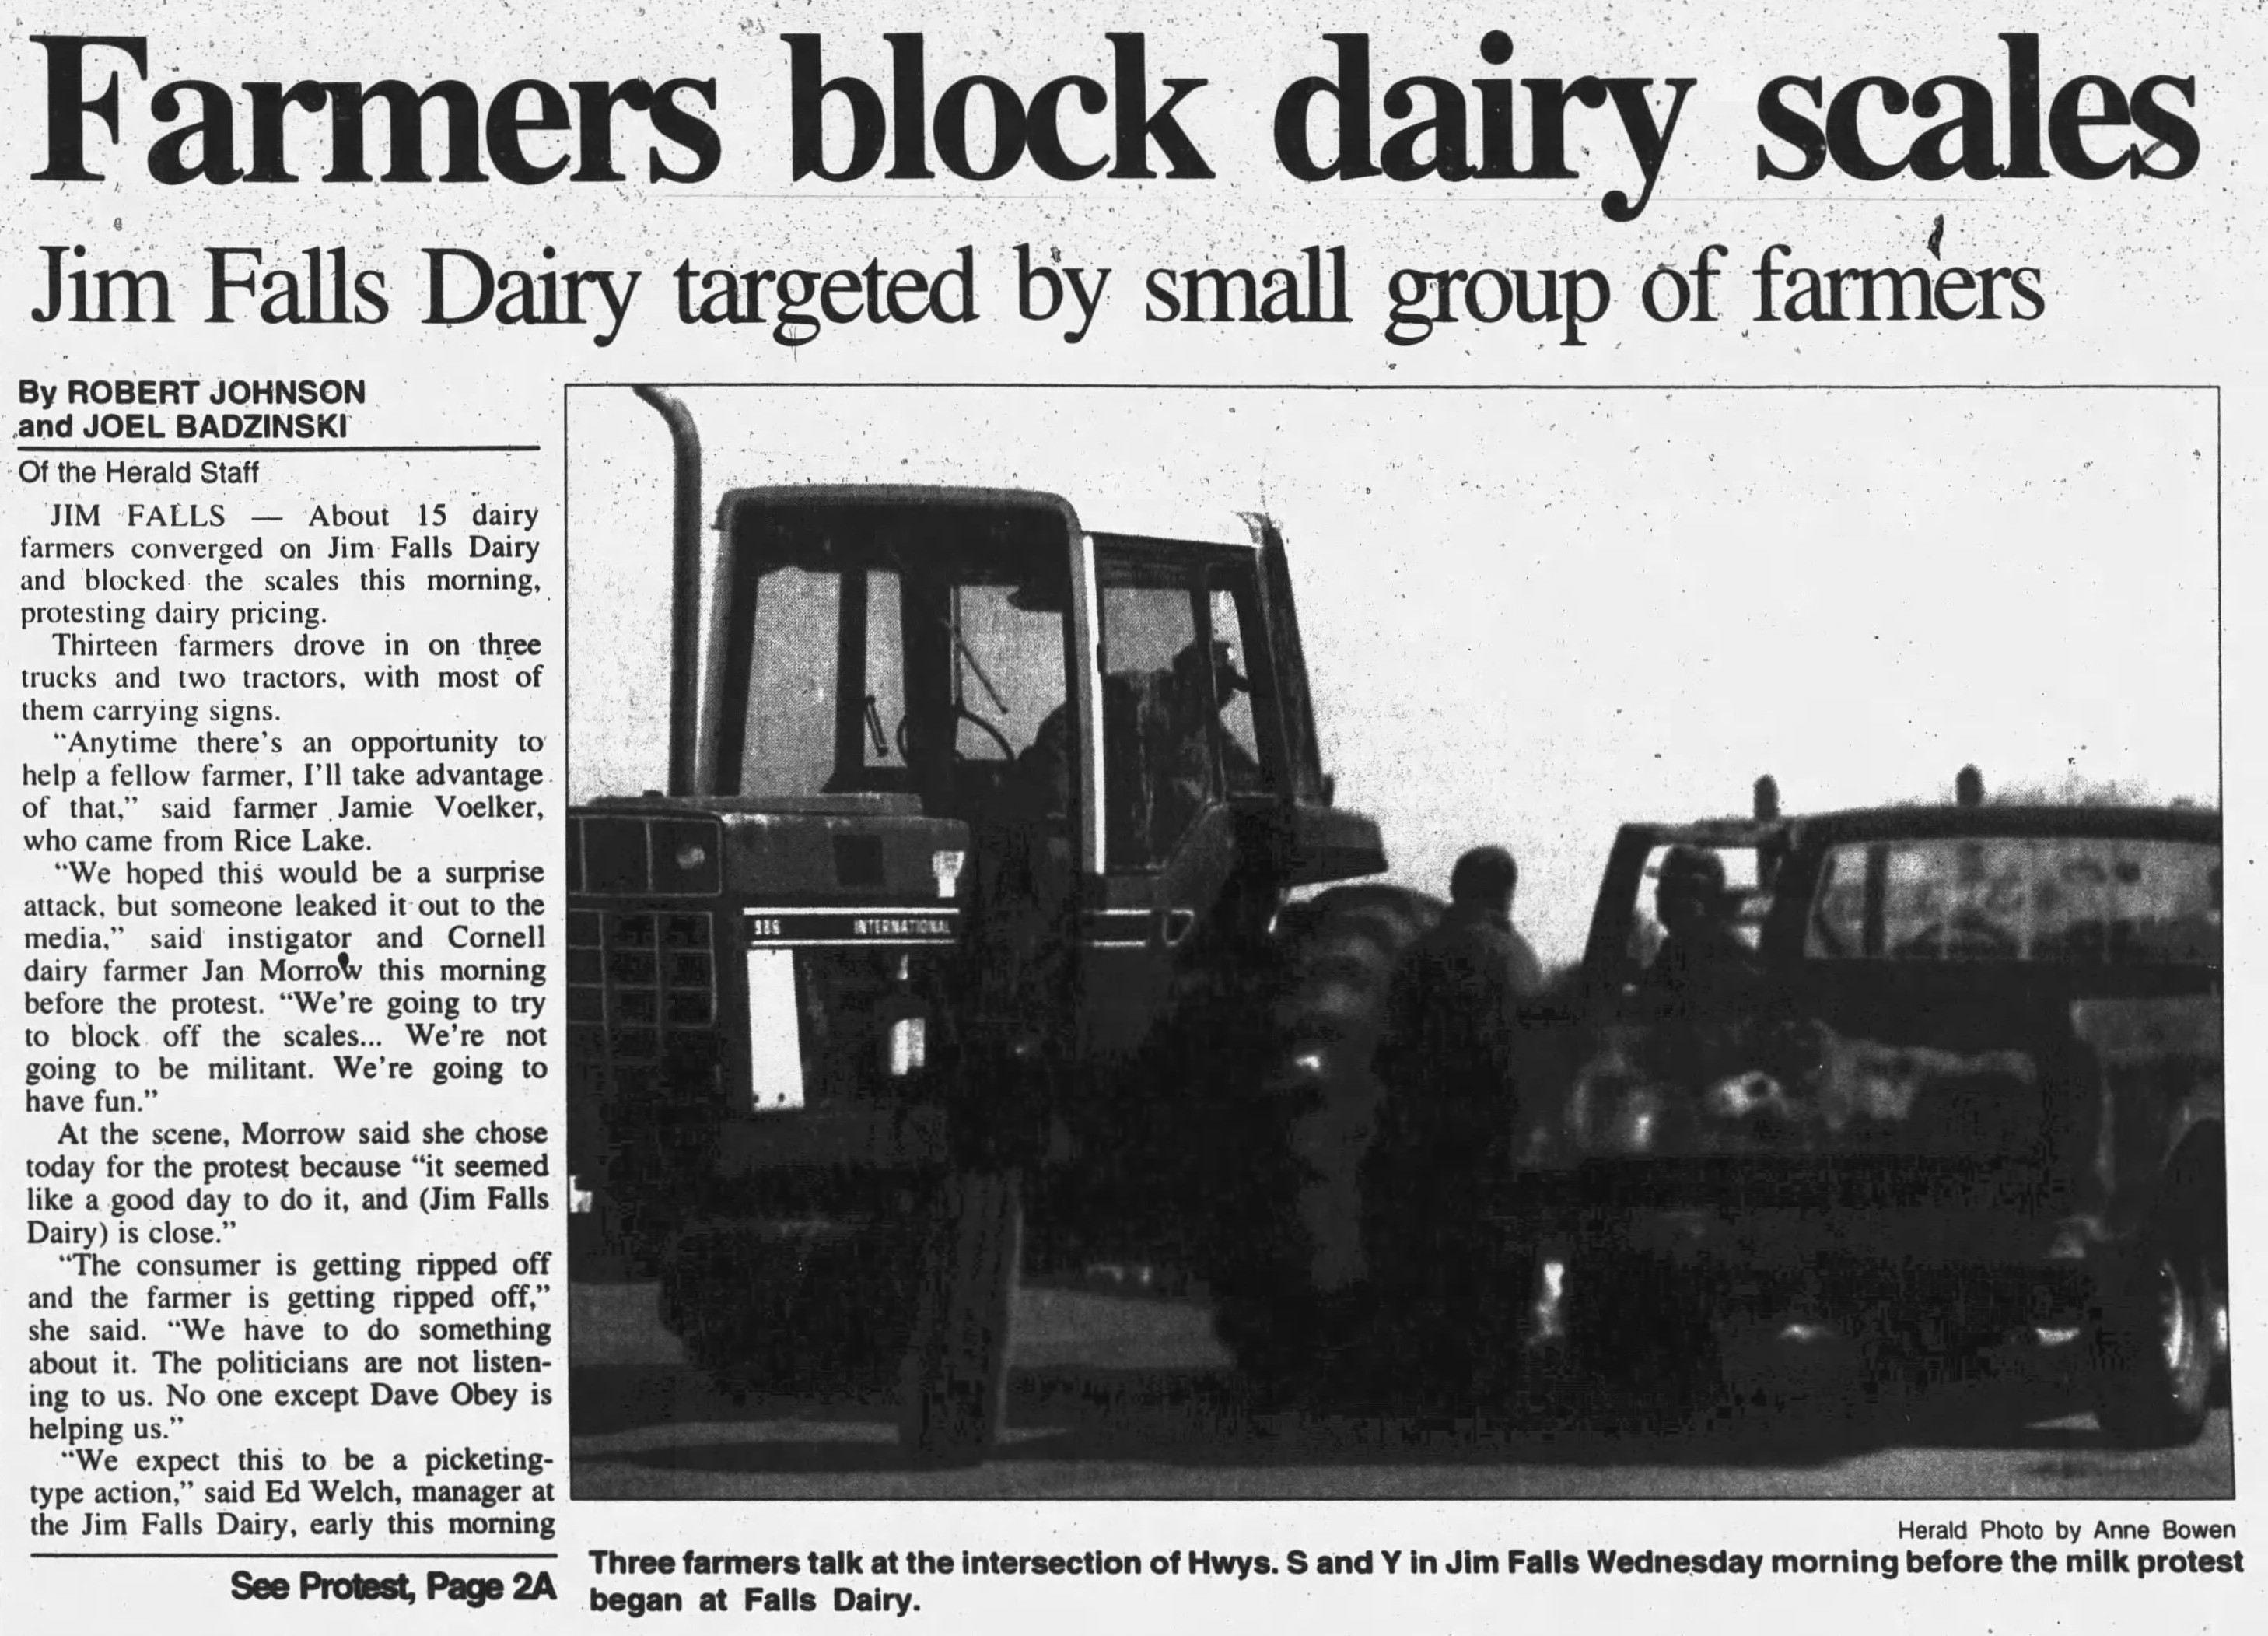 Farmers block dairy scales
Jim Falls Dairy targeted by small group of farmers
By ROBERT JOHNSON
and JOEL BADZINSKI
Of the Herald Staff
JIM FALLS — About 15 dairy
farmers converged on Jim Falls Dairy
and blocked the scales this morning,
protesting dairy pricing.
Thirteen farmers drove in on three
trucks and two tractors, with most of
them carrying signs.
“Anytime there’s an opportunity to
help a fellow farmer, I’ll take advantage
of that,” said farmer Jamie Voelker,
who came from Rice Lake.
“We hoped this would be a surprise
attack, but someone leaked it out to the
media,” said instigator and Cornell
dairy farmer Jan Morrow this morning
before the protest. “We’re going to try
to block off the scales... We’re not
going to be militant. We’re going to
have fun.”
At the scene, Morrow said she chose
today for the protest because “it seemed
like a good day to do it, and (Jim Falls
Dairy) is close.”
“The consumer is getting ripped off
and the farmer is getting ripped off,”
she said. “We have to do something
about it. The politicians are not listen-
ing to us. No one except Dave Obey is
helping us.”
“We expect this to be a picketing-
type action,” said Ed Welch, manager at
the Jim Falls Dairy, early this morning
See Protest, Page 2A
INTERNATIONAL
Herald Photo by Anne Bowen
Three farmers talk at the intersection of Hwys. S and Y in Jim Falls Wednesday morning before the milk protest
began at Falls Dairy.